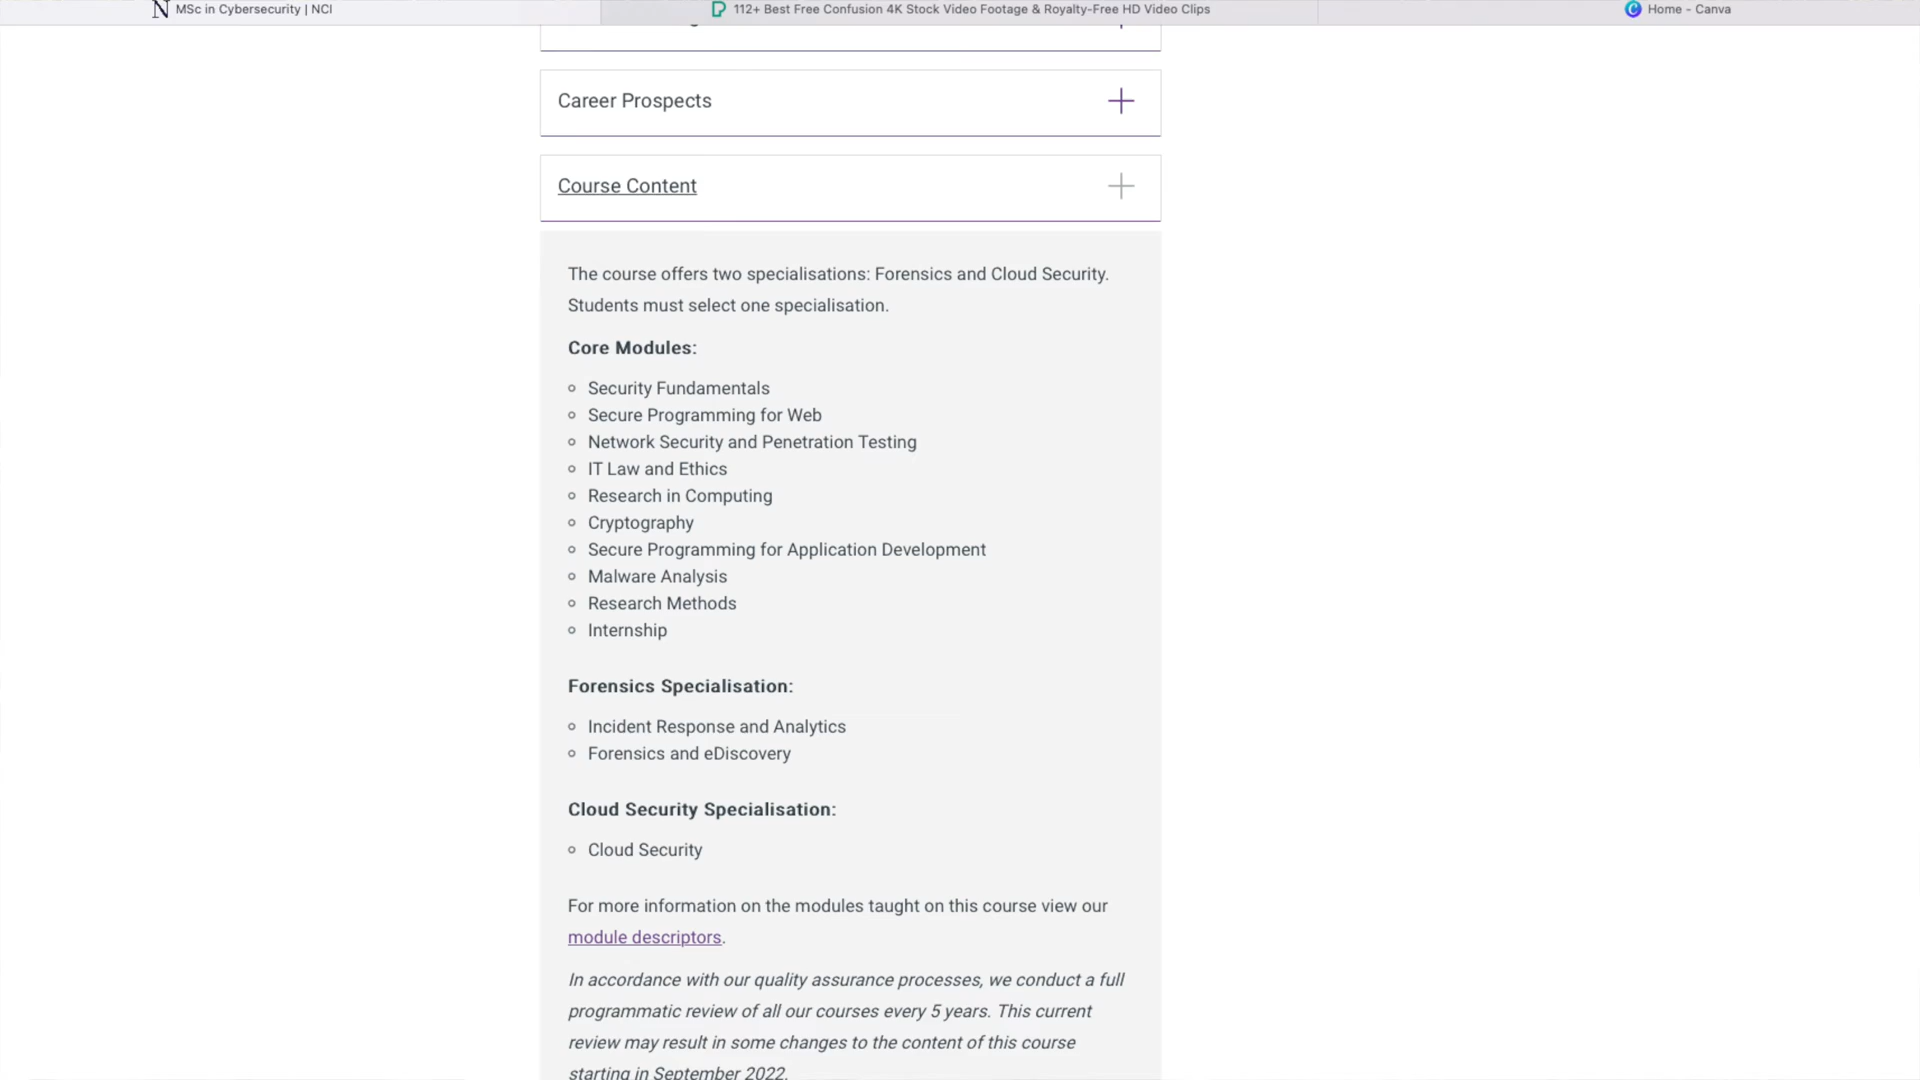 MSc in Cybersecurity | NCI
112+ Best Free Confusion 4K Stock Video Footage & Royalty-Free HD Video Clips
Home - Canva
Career Prospects
Course Content
The course offers two specialisations: Forensics and Cloud Security.
Students must select one specialisation.
Core Modules:
Security Fundamentals
Secure Programming for Web
Network Security and Penetration Testing
IT Law and Ethics
Research in Computing
Cryptography
Secure Programming for Application Development
Malware Analysis
Research Methods
Internship
Forensics Specialisation:
Incident Response and Analytics
Forensics and eDiscovery
Cloud Security Specialisation:
Cloud Security
For more information on the modules taught on this course view our
module descriptors.
In accordance with our quality assurance processes, we conduct a full
programmatic review of all our courses every 5 years. This current
review may result in some changes to the content of this course
starting in September 2022.